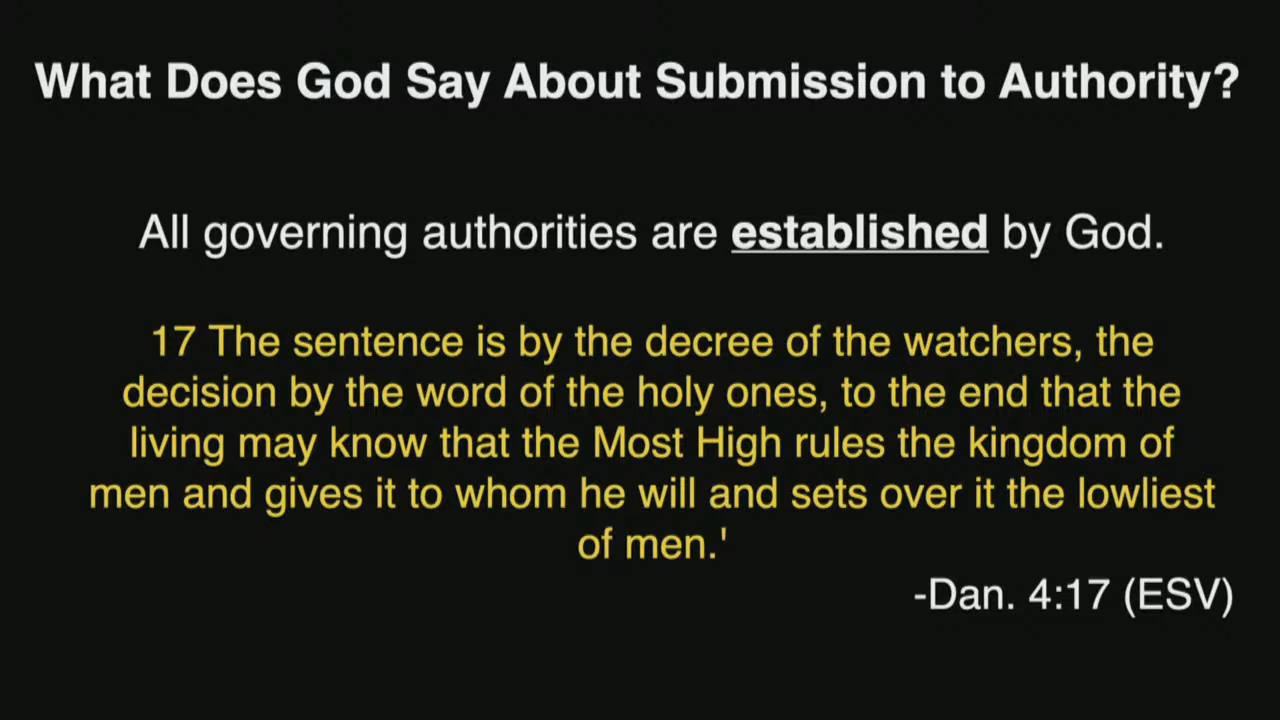 What Does God Say About Submission to Authority?
All governing authorities are established by God.
17 The sentence is by the decree of the watchers, the
decision by the word of the holy ones, to the end that the
living may know that the Most High rules the kingdom of
men and gives it to whom he will and sets over it the lowliest
of men.'
-Dan. 4:17 (ESV)